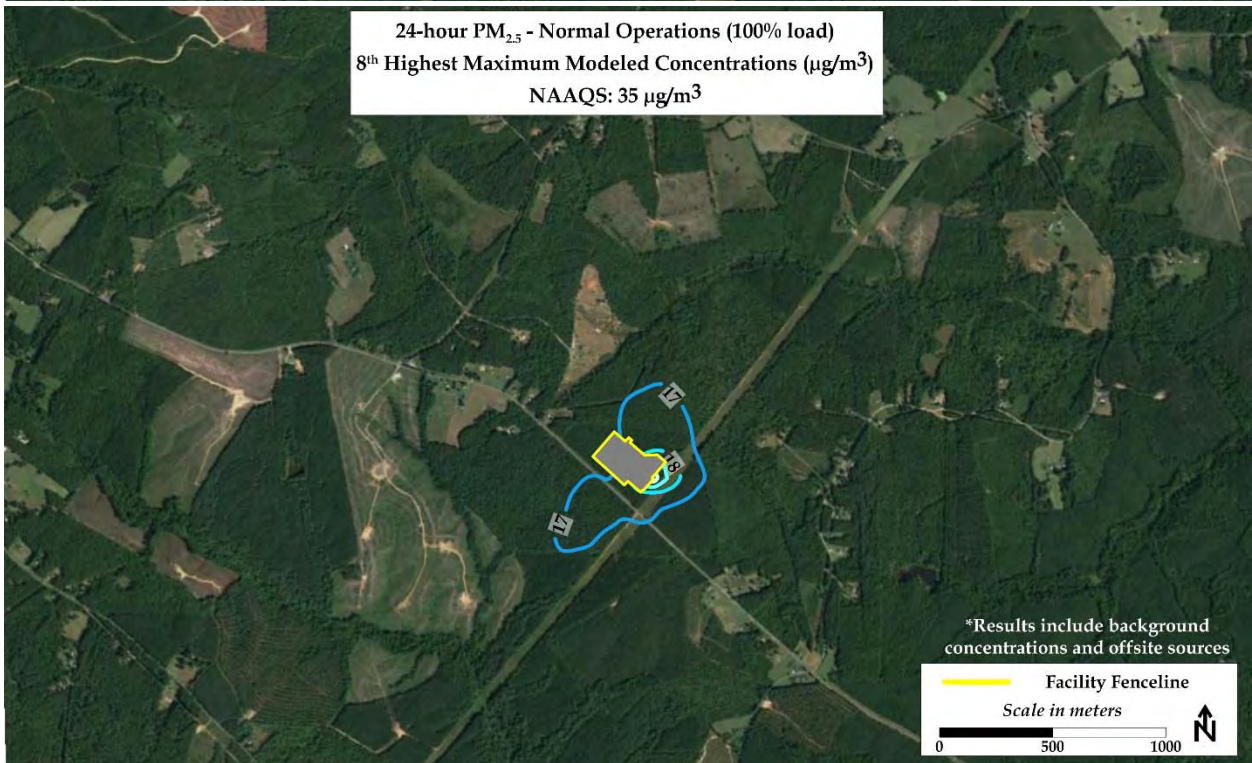 24-hour PM2.5 - Normal Operations (100% load)
8th Highest Maximum Modeled Concentrations (µg/m³)
NAAQS: 35 µg/m³
17
18
17
*Results include background
concentrations and offsite sources
Facility Fenceline
Scale in meters
N
0 500 1000